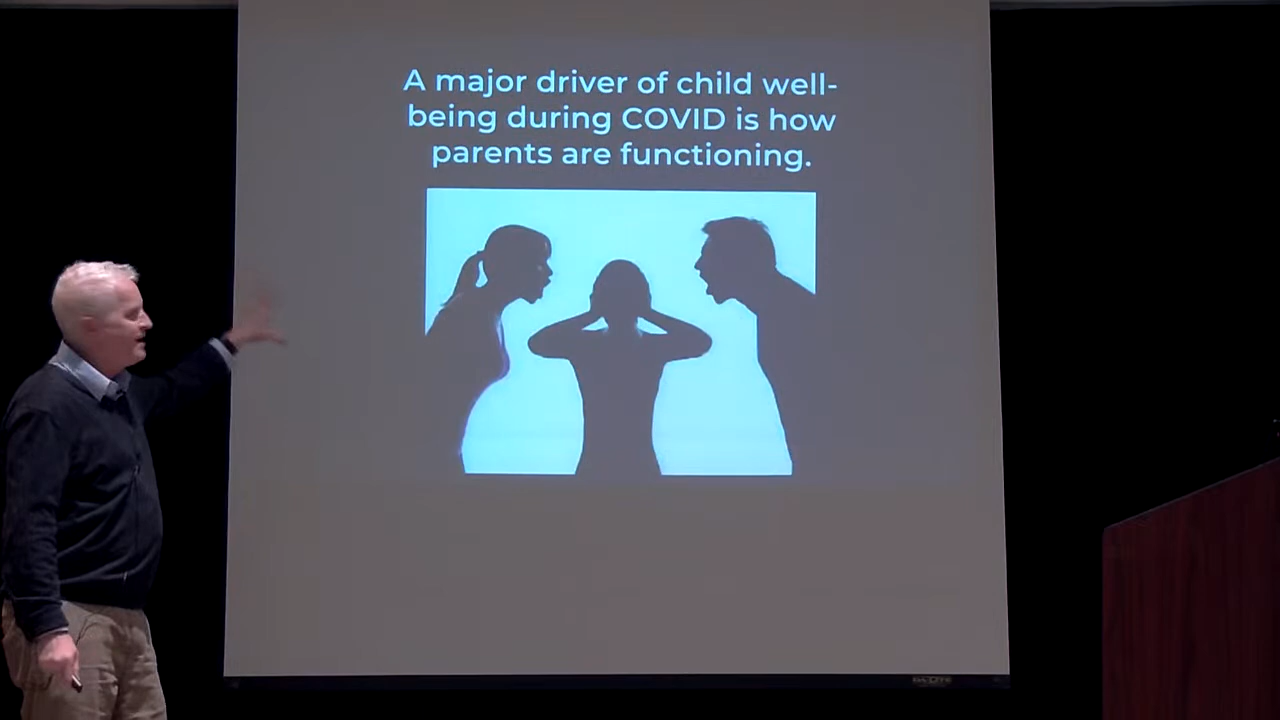 A major driver of child well-
being during COVID is how
parents are functioning.